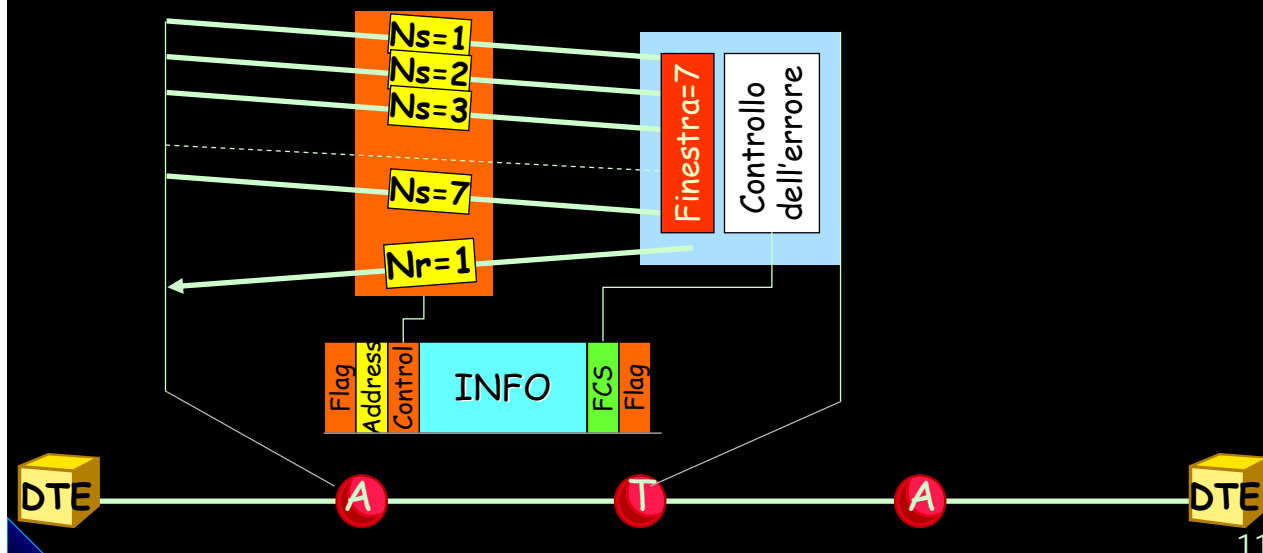 Ns=1
Ns=2
Ns=3
Ns=7
Nr=1
Finestra=7
Controllo
dell'errore
Flag
Address
Control
INFO
FCS
Flag
DTE
A
T
A
DTE
11